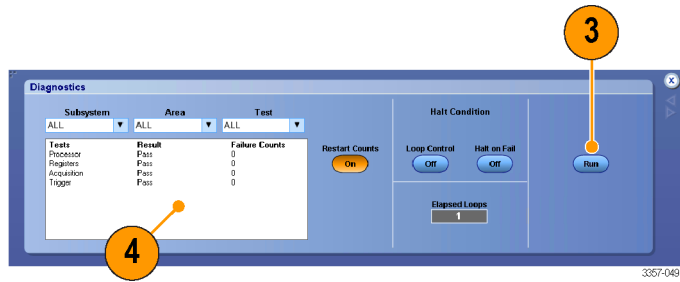 3
Diagnostics
Subsystem Area Test
ALL ALL ALL
Halt Condition
Tests Result Failure Counts
Processor Pass 0
Registers Pass 0
Acquisition Pass 0
Trigger Pass 0
Restart Counts
On
Loop Control Halt on Fail
Off Off
Run
Elapsed Loops
1
4
3357-049